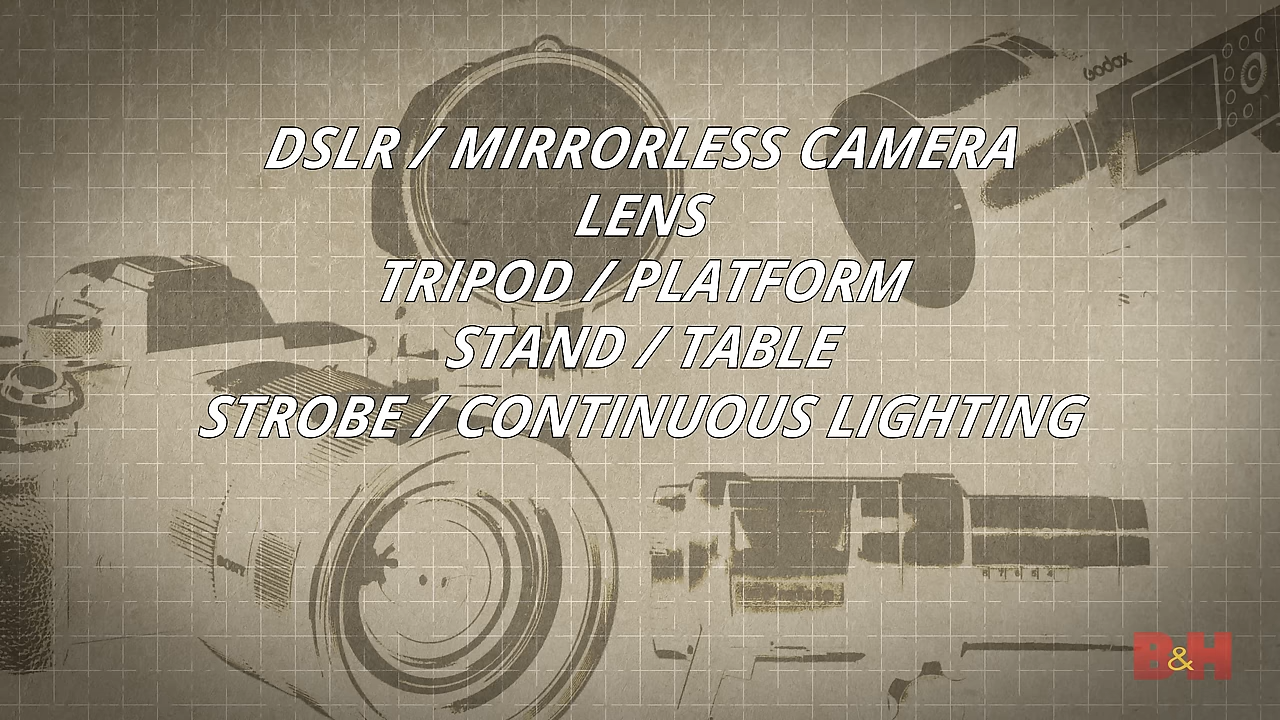 DSLR / MIRRORLESS CAMERA
LENS
TRIPOD / PLATFORM
STAND / TABLE
STROBE / CONTINUOUS LIGHTING
Godox
SONY
B&H